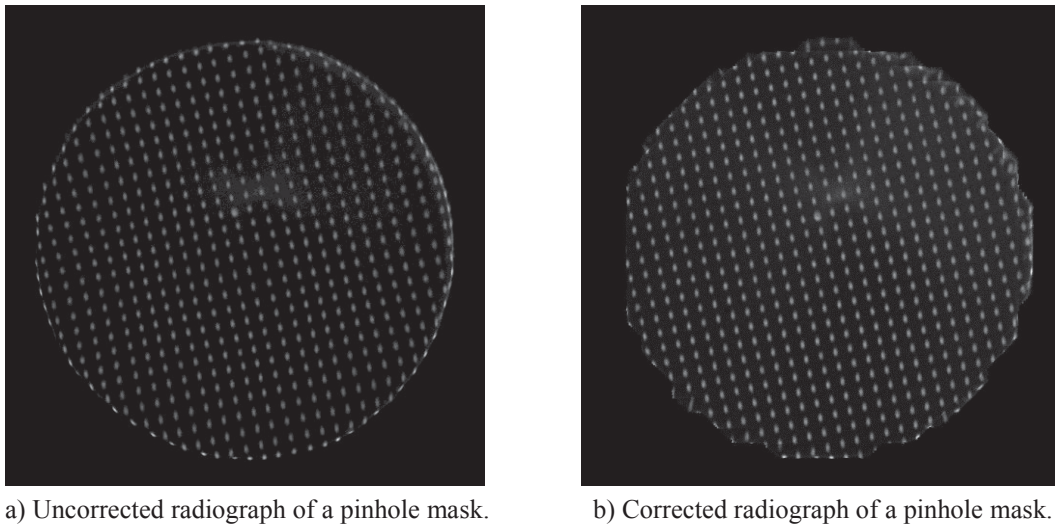 a) Uncorrected radiograph of a pinhole mask.
b) Corrected radiograph of a pinhole mask.